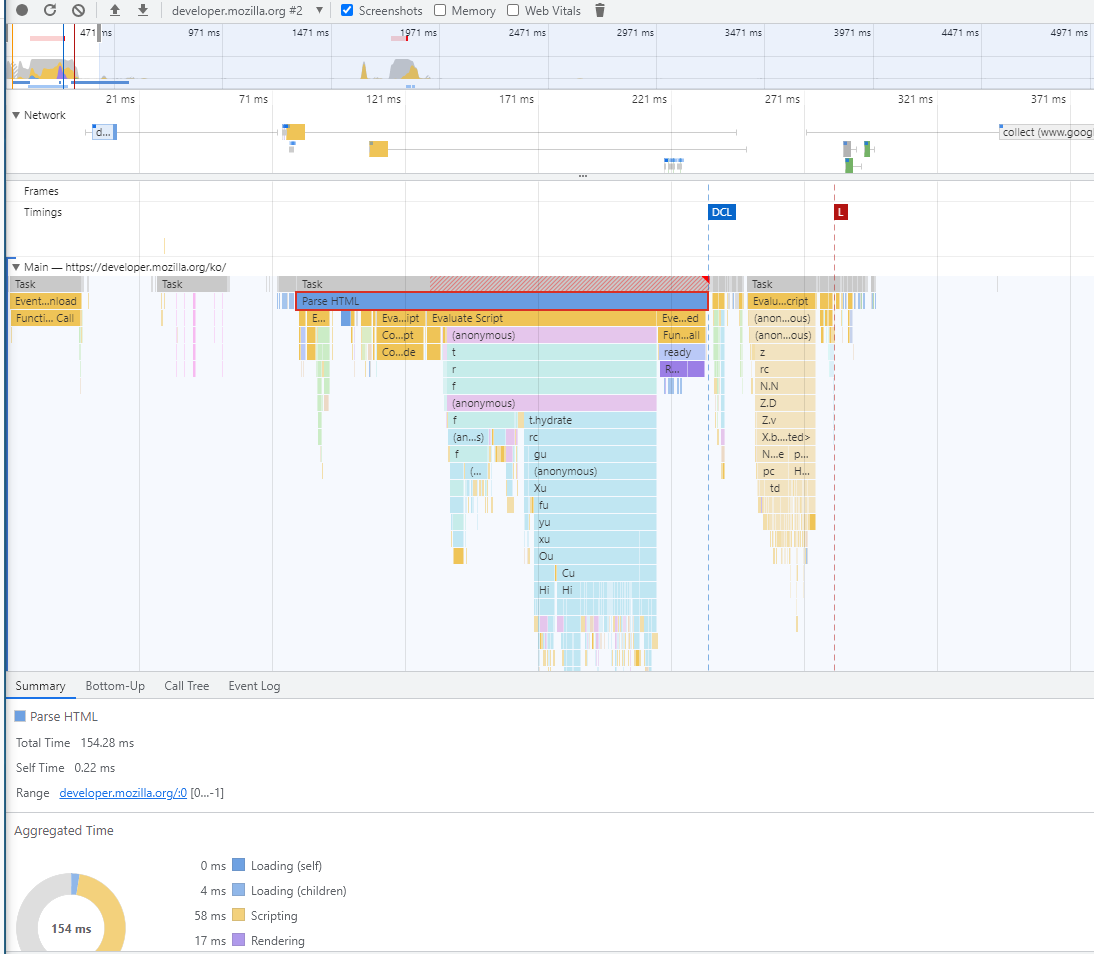 developer.mozilla.org #2 ▼ Screenshots Memory Web Vitals
471 ms 971 ms 1471 ms 1971 ms 2471 ms 2971 ms 3471 ms 3971 ms 4471 ms 4971 ms
21 ms 71 ms 121 ms 171 ms 221 ms 271 ms 321 ms 371 ms
▼ Network
d...
collect (www.goog
...
Frames
Timings
DCL L
▼ Main — https://developer.mozilla.org/ko/
Task Task Task Task
Event...nload Parse HTML Evalu...cript
Functi... Call E... Eva...ipt Evaluate Script Eve...ed (anon...ous)
Co...pt (anonymous) Fun...all (anon...ous)
Co...de t ready z
r R... rc
f N.N
(anonymous) Z.D
f t.hydrate Z.v
(an...s) rc X.b....ted>
f gu N...e p...
(... (anonymous) pc H...
Xu td
fu
yu
xu
Ou
Cu
Hi Hi
Summary Bottom-Up Call Tree Event Log
Parse HTML
Total Time 154.28 ms
Self Time 0.22 ms
Range developer.mozilla.org/:0 [0...-1]
Aggregated Time
0 ms Loading (self)
4 ms Loading (children)
58 ms Scripting
154 ms
17 ms Rendering